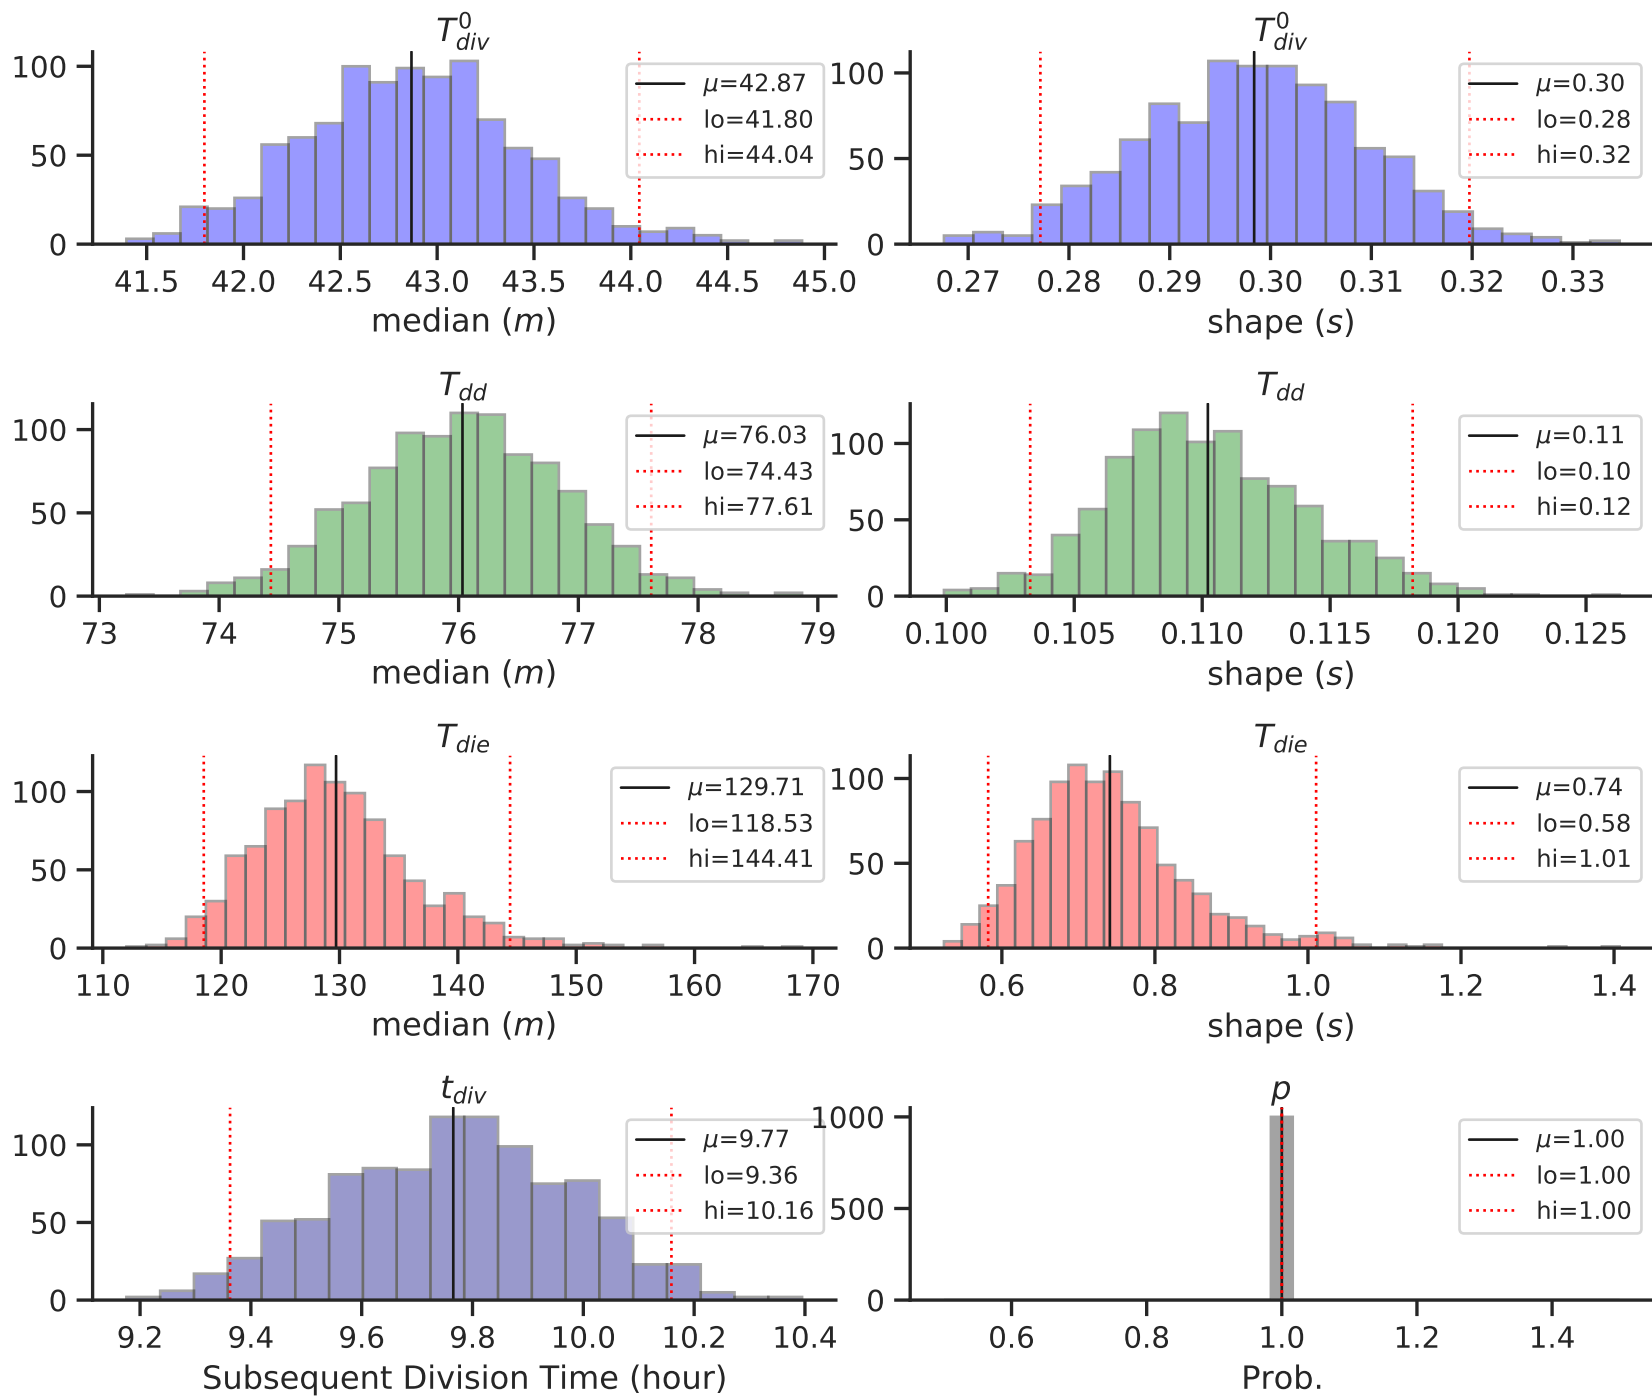 T⁰div
100
50
0
μ=42.87
lo=41.80
hi=44.04
41.5 42.0 42.5 43.0 43.5 44.0 44.5 45.0
median (m)
T⁰div
100
50
0
μ=0.30
lo=0.28
hi=0.32
0.27 0.28 0.29 0.30 0.31 0.32 0.33
shape (s)
Tdd
100
50
0
μ=76.03
lo=74.43
hi=77.61
73 74 75 76 77 78 79
median (m)
Tdd
100
50
0
μ=0.11
lo=0.10
hi=0.12
0.100 0.105 0.110 0.115 0.120 0.125
shape (s)
Tdie
100
50
0
μ=129.71
lo=118.53
hi=144.41
110 120 130 140 150 160 170
median (m)
Tdie
100
50
0
μ=0.74
lo=0.58
hi=1.01
0.6 0.8 1.0 1.2 1.4
shape (s)
tdiv
100
50
0
μ=9.77
lo=9.36
hi=10.16
9.2 9.4 9.6 9.8 10.0 10.2 10.4
Subsequent Division Time (hour)
p
1000
500
0
μ=1.00
lo=1.00
hi=1.00
0.6 0.8 1.0 1.2 1.4
Prob.